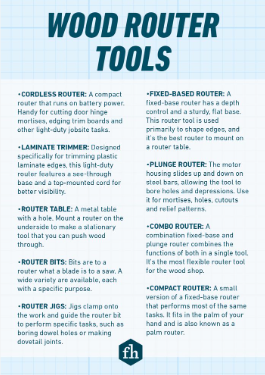 WOOD ROUTER
TOOLS
•CORDLESS ROUTER: A compact
router that runs on battery power.
Handy for cutting door hinge
mortises, edging trim boards and
other light-duty jobsite tasks.
•LAMINATE TRIMMER: Designed
specifically for trimming plastic
laminate edges, this light-duty
router features a see-through
base and a top-mounted cord for
better visibility.
•ROUTER TABLE: A metal table
with a hole. Mount a router on the
underside to make a stationary
tool that you can push wood
through.
•ROUTER BITS: Bits are to a
router what a blade is to a saw. A
wide variety are available, each
with a specific purpose.
•ROUTER JIGS: Jigs clamp onto
the work and guide the router bit
to perform specific tasks, such as
boring dowel holes or making
dovetail joints.
•FIXED-BASED ROUTER: A
fixed-base router has a depth
control and a sturdy, flat base.
This router tool is used
primarily to shape edges, and
it's the best router to mount on
a router table.
•PLUNGE ROUTER: The motor
housing slides up and down on
steel bars, allowing the tool to
bore holes and depressions. Use
it for mortises, holes, cutouts
and relief patterns.
•COMBO ROUTER: A
combination fixed-base and
plunge router combines the
functions of both in a single tool.
It's the most flexible router tool
for the wood shop.
•COMPACT ROUTER: A small
version of a fixed-base router
that performs most of the same
tasks. It fits in the palm of your
hand and is also known as a
palm router.
fh